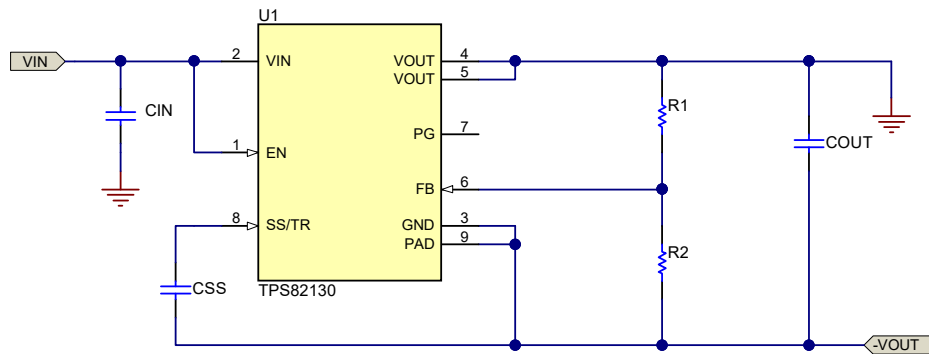 U1
VIN
2
VIN
VOUT
4
VOUT
5
CIN
R1
PG
7
COUT
1
EN
FB
6
8
SS/TR
GND
3
PAD
9
R2
CSS
TPS82130
-VOUT